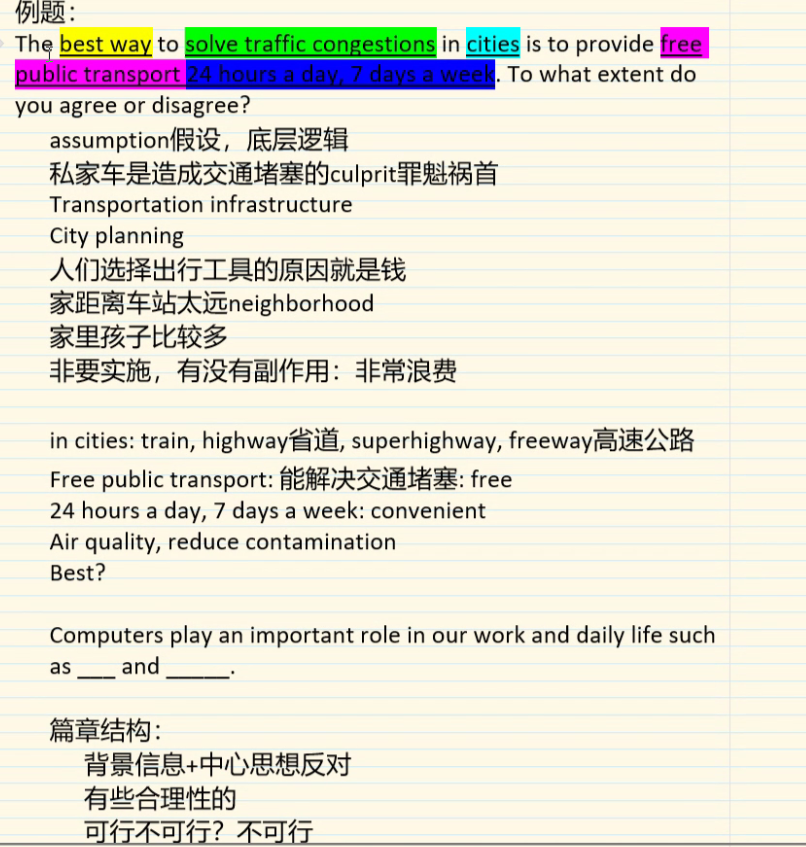 例题：
The best way to solve traffic congestions in cities is to provide free
public transport 24 hours a day, 7 days a week. To what extent do
you agree or disagree?
assumption假设，底层逻辑
私家车是造成交通堵塞的culprit罪魁祸首
Transportation infrastructure
City planning
人们选择出行工具的原因就是钱
家距离车站太远neighborhood
家里孩子比较多
非要实施，有没有副作用：非常浪费
in cities: train, highway省道, superhighway, freeway高速公路
Free public transport: 能解决交通堵塞: free
24 hours a day, 7 days a week: convenient
Air quality, reduce contamination
Best?
Computers play an important role in our work and daily life such
as ___ and _____.
篇章结构：
背景信息+中心思想反对
有些合理性的
可行不可行？不可行